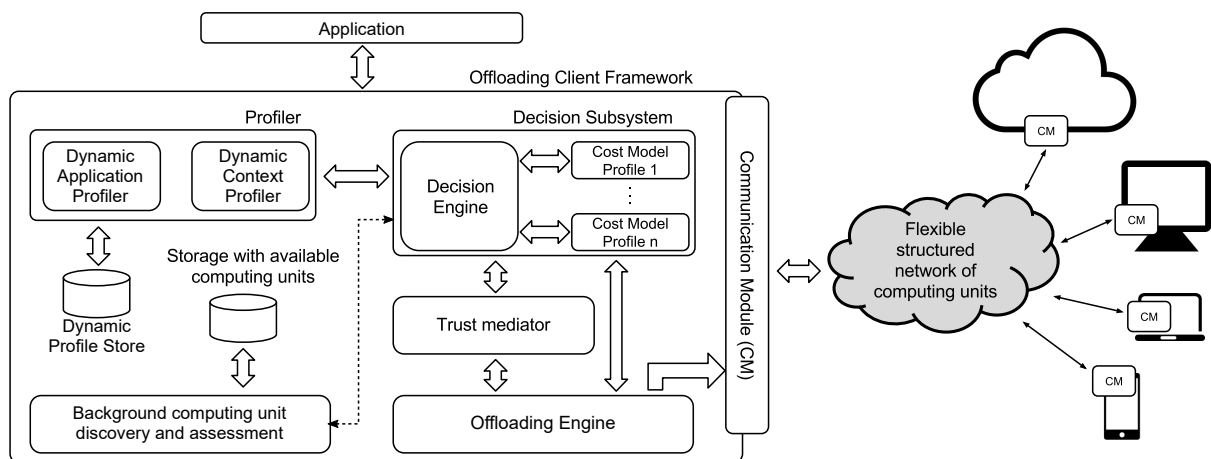 Application
Offloading Client Framework
Profiler
Dynamic
Application
Profiler
Dynamic
Context
Profiler
Decision Subsystem
Decision
Engine
Cost Model
Profile 1
⋮
Cost Model
Profile n
Storage with available
computing units
Dynamic
Profile Store
Trust mediator
Background computing unit
discovery and assessment
Offloading Engine
Communication Module (CM)
Flexible
structured
network of
computing units
CM
CM
CM
CM